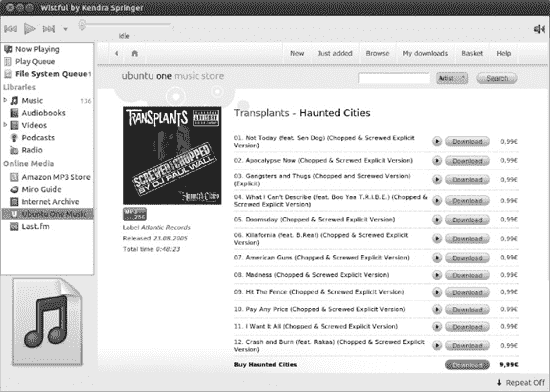 Wistful by Kendra Springer
Idle
Now Playing
Play Queue
File System Queue 1
Libraries
Music 136
Audiobooks
Videos
Podcasts
Radio
Online Media
Amazon MP3 Store
Miro Guide
Internet Archive
Ubuntu One Music
Last.fm
New Just added Browse My downloads Basket Help
ubuntu one music store
Artist Search
TRANSPLANTS
SCREWED & CHOPPED
BY DJ PAUL WALL
Haunted Cities
MP3
256
Label Atlantic Records
Released 23.08.2005
Total time 0:48:23
Transplants - Haunted Cities
01. Not Today (feat. Sen Dog) (Chopped & Screwed Explicit
Version) Download 0,99€
02. Apocalypse Now (Chopped & Screwed Explicit Version) Download 0,99€
03. Gangsters and Thugs (Chopped and Screwed Version)
(Explicit) Download 0,99€
04. What I Can't Describe (feat. Boo Yaa T.R.I.B.E.) (Chopped
& Screwed Explicit Version) Download 0,99€
05. Doomsday (Chopped & Screwed Explicit Version) Download 0,99€
06. Killafornia (feat. B.Real) (Chopped & Screwed Explicit
Version) Download 0,99€
07. American Guns (Chopped & Screwed Explicit Version) Download 0,99€
08. Madness (Chopped & Screwed Explicit Version) Download 0,99€
09. Hit The Fence (Chopped & Screwed Explicit Version) Download 0,99€
10. Pay Any Price (Chopped & Screwed Explicit Version) Download 0,99€
11. I Want It All (Chopped & Screwed Explicit Version) Download 0,99€
12. Crash and Burn (feat. Rakaa) (Chopped & Screwed
Explicit Version) Download 0,99€
Buy Haunted Cities Download 9,99€
Repeat Off